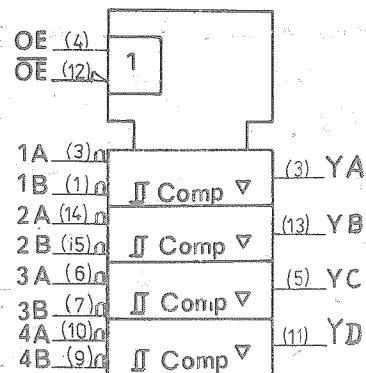 OE (4)
OE (12)
1
1A (3)
1B (1)
Comp ▽
(3) YA
2A (14)
2B (15)
Comp ▽
(13) YB
3A (6)
3B (7)
Comp ▽
(5) YC
4A (10)
4B (9)
Comp ▽
(11) YD